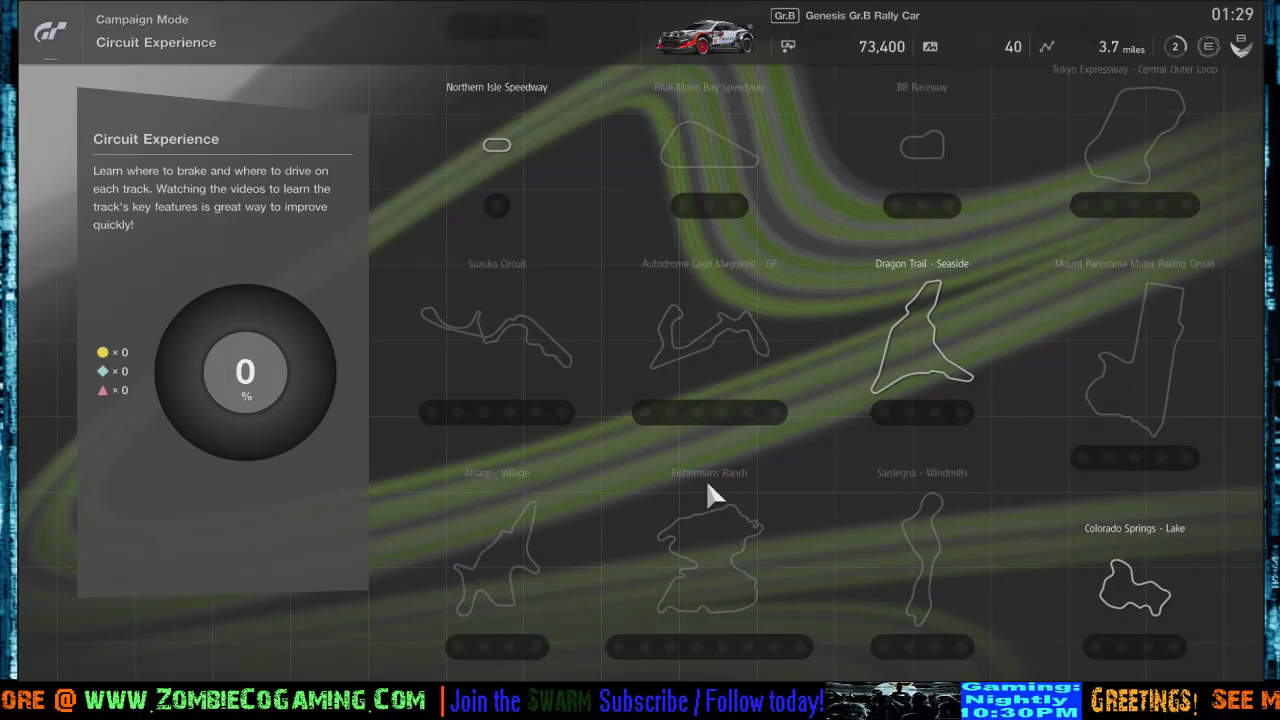 Campaign Mode
Circuit Experience
Gr.B Genesis Gr.B Rally Car
73,400
40
3.7 miles
2
E
B
01:29
Circuit Experience
Learn where to brake and where to drive on
each track. Watching the videos to learn the
track's key features is great way to improve
quickly!
× 0
× 0
× 0
0
%
Northern Isle Speedway
Blue Moon Bay Speedway
BB Raceway
Tokyo Expressway - Central Outer Loop
Suzuka Circuit
Autodrome Lago Maggiore - GP
Dragon Trail - Seaside
Mount Panorama Motor Racing Circuit
Alsace - Village
Fishermans Ranch
Sardegna - Windmills
Colorado Springs - Lake
ORE @ WWW.ZOMBIECOGAMING.COM
Join the SWARM Subscribe / Follow today!
Gaming:
Nightly
10:30PM
GREETINGS! SEE M